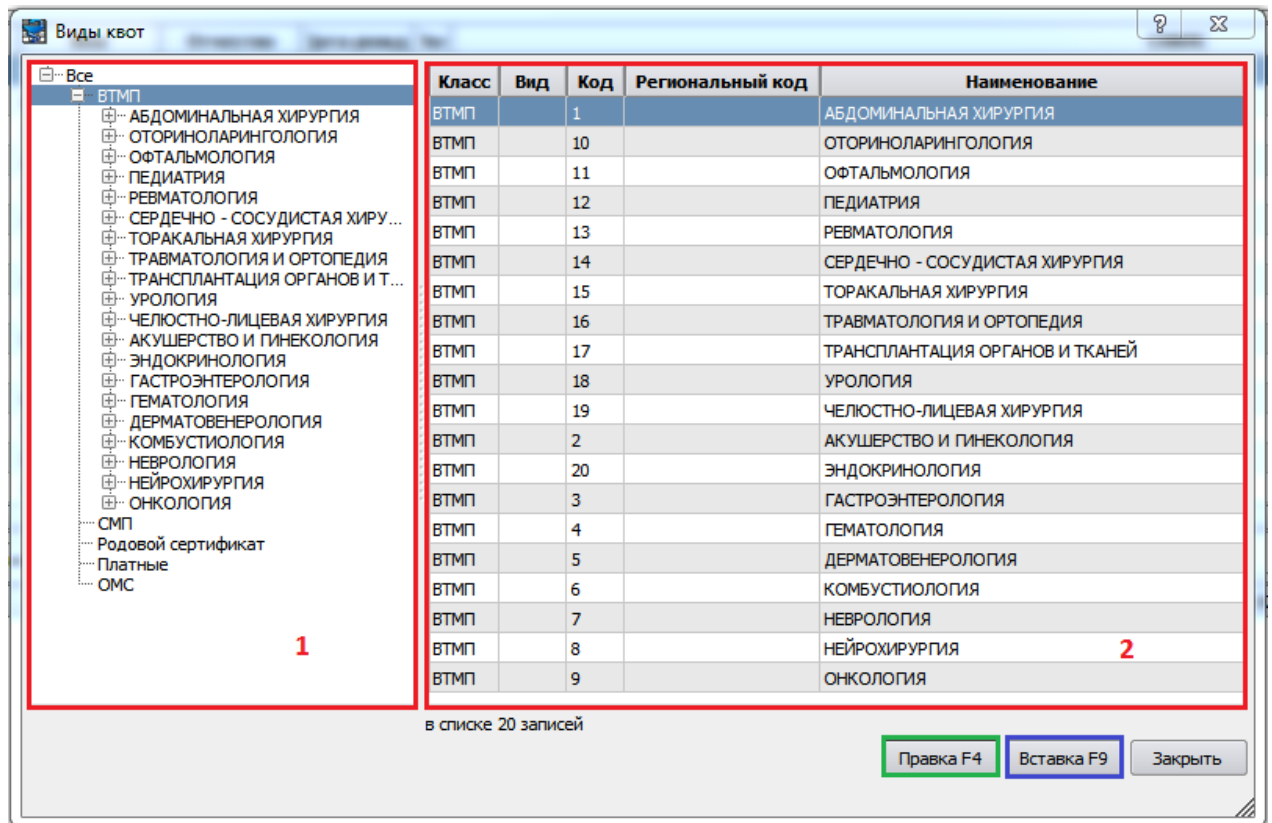 Виды квот
?
Все
ВТМП
АБДОМИНАЛЬНАЯ ХИРУРГИЯ
ОТОРИНОЛАРИНГОЛОГИЯ
ОФТАЛЬМОЛОГИЯ
ПЕДИАТРИЯ
РЕВМАТОЛОГИЯ
СЕРДЕЧНО - СОСУДИСТАЯ ХИРУ...
ТОРАКАЛЬНАЯ ХИРУРГИЯ
ТРАВМАТОЛОГИЯ И ОРТОПЕДИЯ
ТРАНСПЛАНТАЦИЯ ОРГАНОВ И Т...
УРОЛОГИЯ
ЧЕЛЮСТНО-ЛИЦЕВАЯ ХИРУРГИЯ
АКУШЕРСТВО И ГИНЕКОЛОГИЯ
ЭНДОКРИНОЛОГИЯ
ГАСТРОЭНТЕРОЛОГИЯ
ГЕМАТОЛОГИЯ
ДЕРМАТОВЕНЕРОЛОГИЯ
КОМБУСТИОЛОГИЯ
НЕВРОЛОГИЯ
НЕЙРОХИРУРГИЯ
ОНКОЛОГИЯ
СМП
Родовой сертификат
Платные
ОМС
1
Класс Вид Код Региональный код Наименование
ВТМП 1 АБДОМИНАЛЬНАЯ ХИРУРГИЯ
ВТМП 10 ОТОРИНОЛАРИНГОЛОГИЯ
ВТМП 11 ОФТАЛЬМОЛОГИЯ
ВТМП 12 ПЕДИАТРИЯ
ВТМП 13 РЕВМАТОЛОГИЯ
ВТМП 14 СЕРДЕЧНО - СОСУДИСТАЯ ХИРУРГИЯ
ВТМП 15 ТОРАКАЛЬНАЯ ХИРУРГИЯ
ВТМП 16 ТРАВМАТОЛОГИЯ И ОРТОПЕДИЯ
ВТМП 17 ТРАНСПЛАНТАЦИЯ ОРГАНОВ И ТКАНЕЙ
ВТМП 18 УРОЛОГИЯ
ВТМП 19 ЧЕЛЮСТНО-ЛИЦЕВАЯ ХИРУРГИЯ
ВТМП 2 АКУШЕРСТВО И ГИНЕКОЛОГИЯ
ВТМП 20 ЭНДОКРИНОЛОГИЯ
ВТМП 3 ГАСТРОЭНТЕРОЛОГИЯ
ВТМП 4 ГЕМАТОЛОГИЯ
ВТМП 5 ДЕРМАТОВЕНЕРОЛОГИЯ
ВТМП 6 КОМБУСТИОЛОГИЯ
ВТМП 7 НЕВРОЛОГИЯ
ВТМП 8 НЕЙРОХИРУРГИЯ 2
ВТМП 9 ОНКОЛОГИЯ
в списке 20 записей
Правка F4 Вставка F9 Закрыть